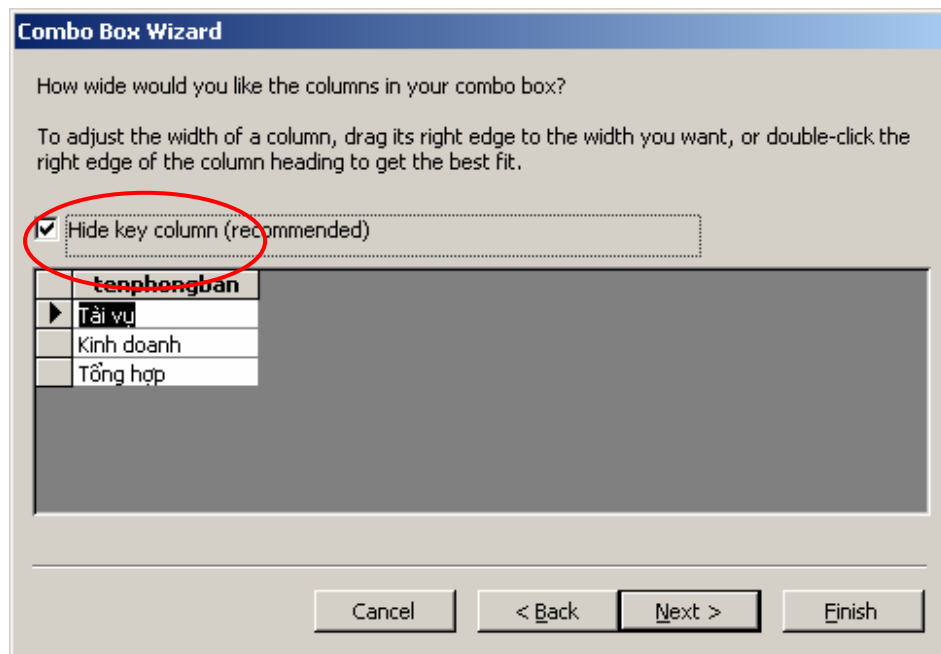 Combo Box Wizard
How wide would you like the columns in your combo box?
To adjust the width of a column, drag its right edge to the width you want, or double-click the
right edge of the column heading to get the best fit.
Hide key column (recommended)
tenphongban
Tài vụ
Kinh doanh
Tổng hợp
Cancel
< Back
Next >
Finish